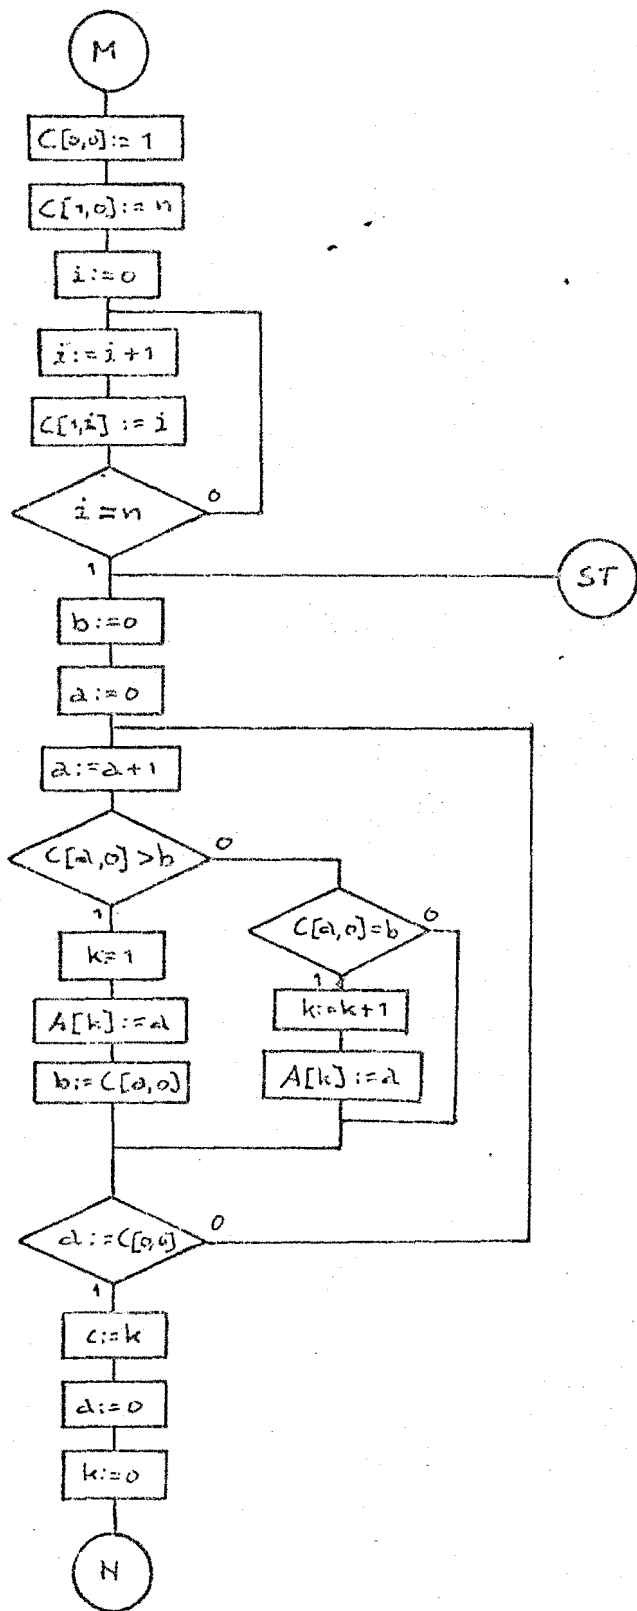 M
C[0,0]:=1
C[1,0]:=n
i:=0
i:=i+1
C[1,i]:=i
i=n
0
1
ST
b:=0
a:=0
a:=a+1
C[a,0]>b
0
1
C[a,0]=b
0
1
k=1
k:=k+1
A[k]:=a
A[k]:=a
b:=C[a,0]
a:=C[0,0]
0
1
c:=k
a:=0
k:=0
N